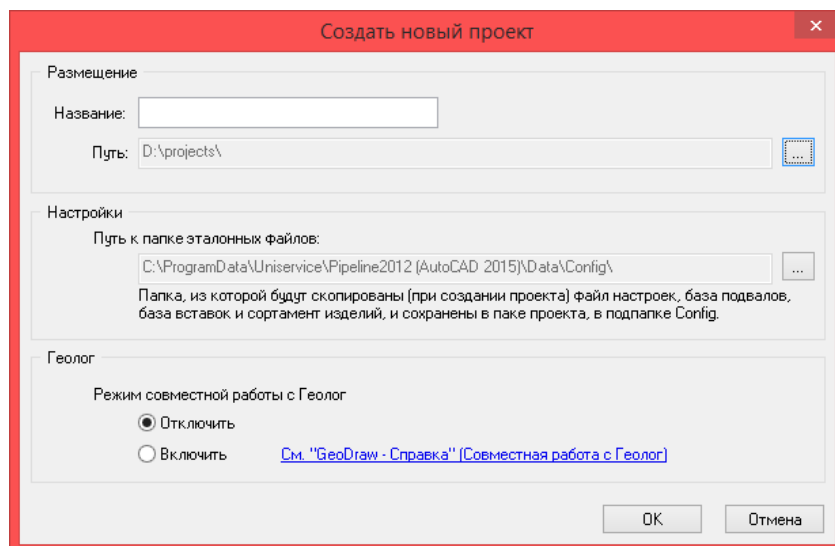 Создать новый проект
Размещение
Название:
Путь: D:\projects\ ...
Настройки
Путь к папке эталонных файлов:
C:\ProgramData\Uniservice\Pipeline2012 (AutoCAD 2015)\Data\Config\ ...
Папка, из которой будут скопированы (при создании проекта) файл настроек, база подвалов,
база вставок и сортамент изделий, и сохранены в паке проекта, в подпапке Config.
Геолог
Режим совместной работы с Геолог
Отключить
Включить См. "GeoDraw - Справка" (Совместная работа с Геолог)
OK Отмена